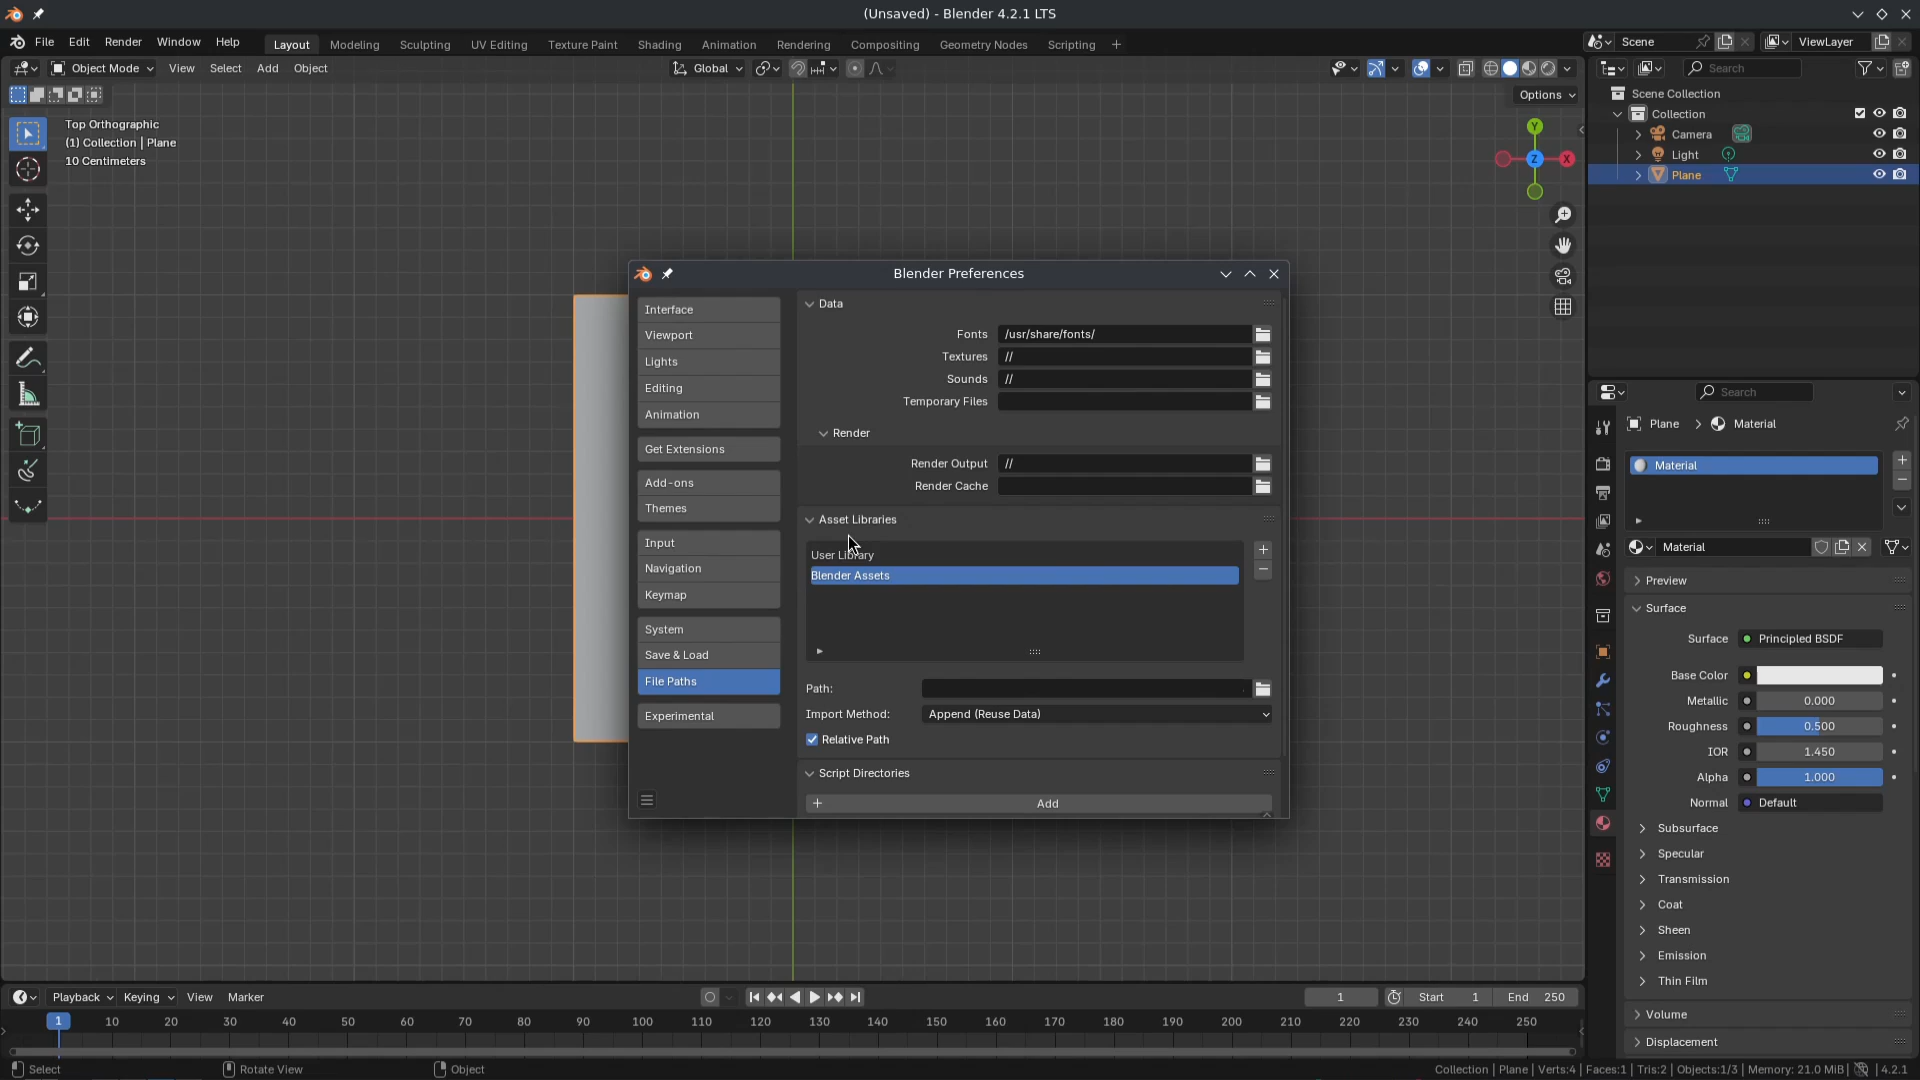 (Unsaved) - Blender 4.2.1 LTS
File Edit Render Window Help
Layout Modeling Sculpting UV Editing Texture Paint Shading Animation Rendering Compositing Geometry Nodes Scripting +
Scene
ViewLayer
Object Mode View Select Add Object
Global
Search
Options
Top Orthographic
(1) Collection | Plane
10 Centimeters
Y
Z
X
Scene Collection
Collection
Camera
Light
Plane
Blender Preferences
Interface
Viewport
Lights
Editing
Animation
Get Extensions
Add-ons
Themes
Input
Navigation
Keymap
System
Save & Load
File Paths
Experimental
Data
Fonts /usr/share/fonts/
Textures //
Sounds //
Temporary Files
Render
Render Output //
Render Cache
Asset Libraries
User Library
Blender Assets
Path:
Import Method: Append (Reuse Data)
Relative Path
Script Directories
+ Add
Search
Plane > Material
Material
Material
Preview
Surface
Surface Principled BSDF
Base Color
Metallic 0.000
Roughness 0.500
IOR 1.450
Alpha 1.000
Normal Default
Subsurface
Specular
Transmission
Coat
Sheen
Emission
Thin Film
Volume
Displacement
Playback Keying View Marker
1 Start 1 End 250
1 10 20 30 40 50 60 70 80 90 100 110 120 130 140 150 160 170 180 190 200 210 220 230 240 250
Select Rotate View Object
Collection | Plane | Verts:4 | Faces:1 | Tris:2 | Objects:1/3 | Memory: 21.0 MiB | 4.2.1